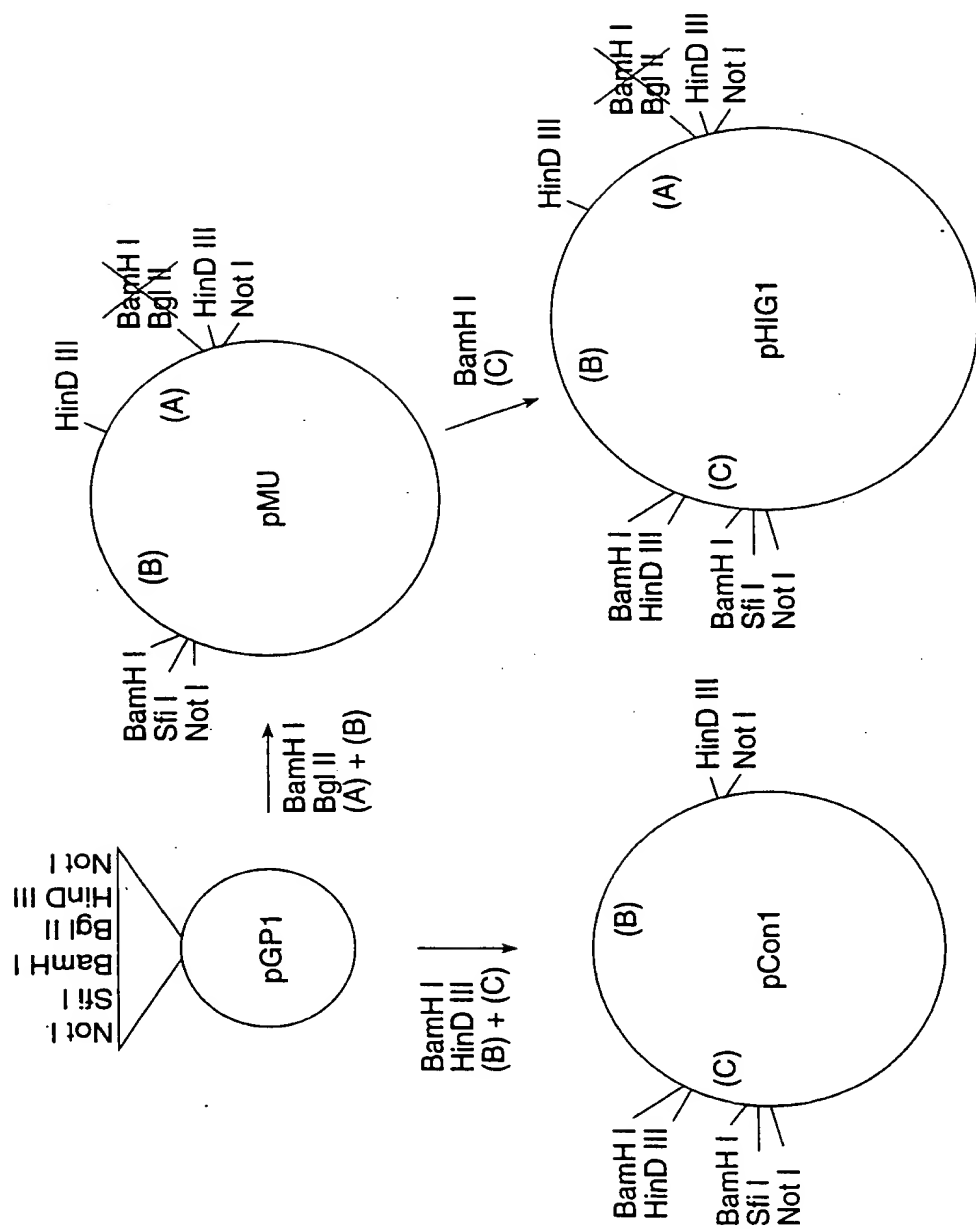 Not I
Sfi I
BamH I
Bgl II
HinD III
Not I
pGP1
BamH I
Bgl II
(A) + (B)
BamH I
Sfi I
Not I
(B)
HinD III
(A)
BamH I
Bgl II
HinD III
Not I
pMU
BamH I
HinD III
(B) + (C)
BamH I
(C)
BamH I
HinD III
(C)
BamH I
Sfi I
Not I
(B)
HinD III
Not I
pCon1
BamH I
HinD III
(C)
BamH I
Sfi I
Not I
(B)
HinD III
(A)
BamH I
Bgl II
HinD III
Not I
pHIG1